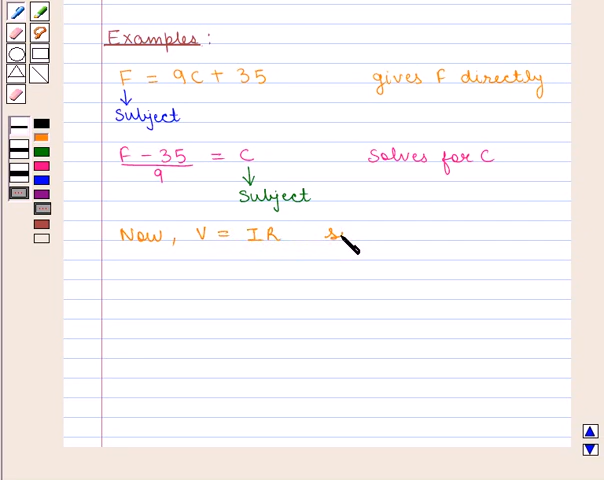 Examples :
F = 9C + 35 gives F directly
↓
Subject
F - 35 = C Solves for C
9
↓
Subject
Now, V = IR s